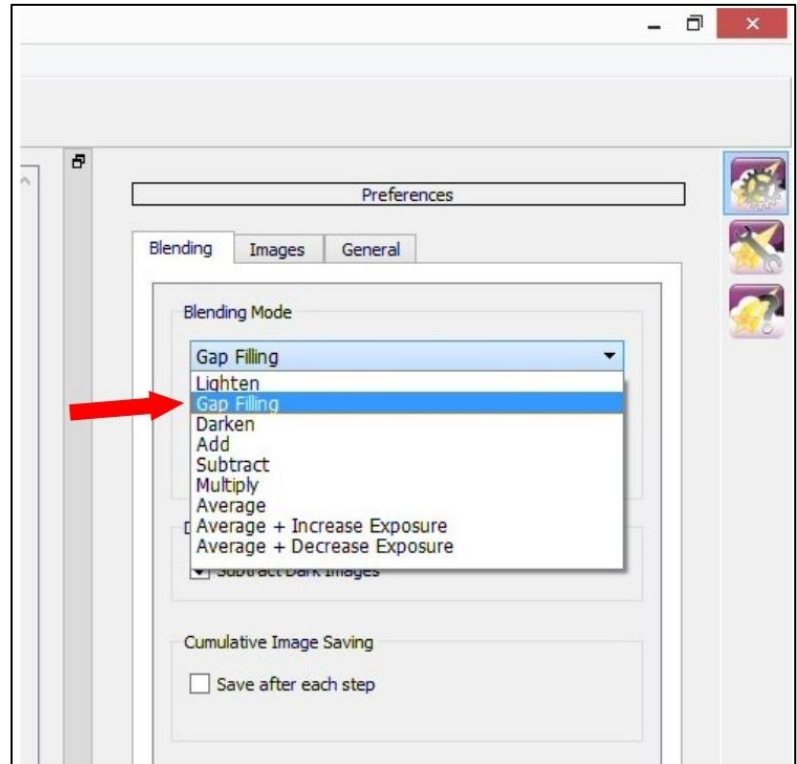 Preferences
Blending Images General
Blending Mode
Gap Filling
Lighten
Gap Filling
Darken
Add
Subtract
Multiply
Average
Average + Increase Exposure
Average + Decrease Exposure
Subtract Dark Images
Cumulative Image Saving
Save after each step